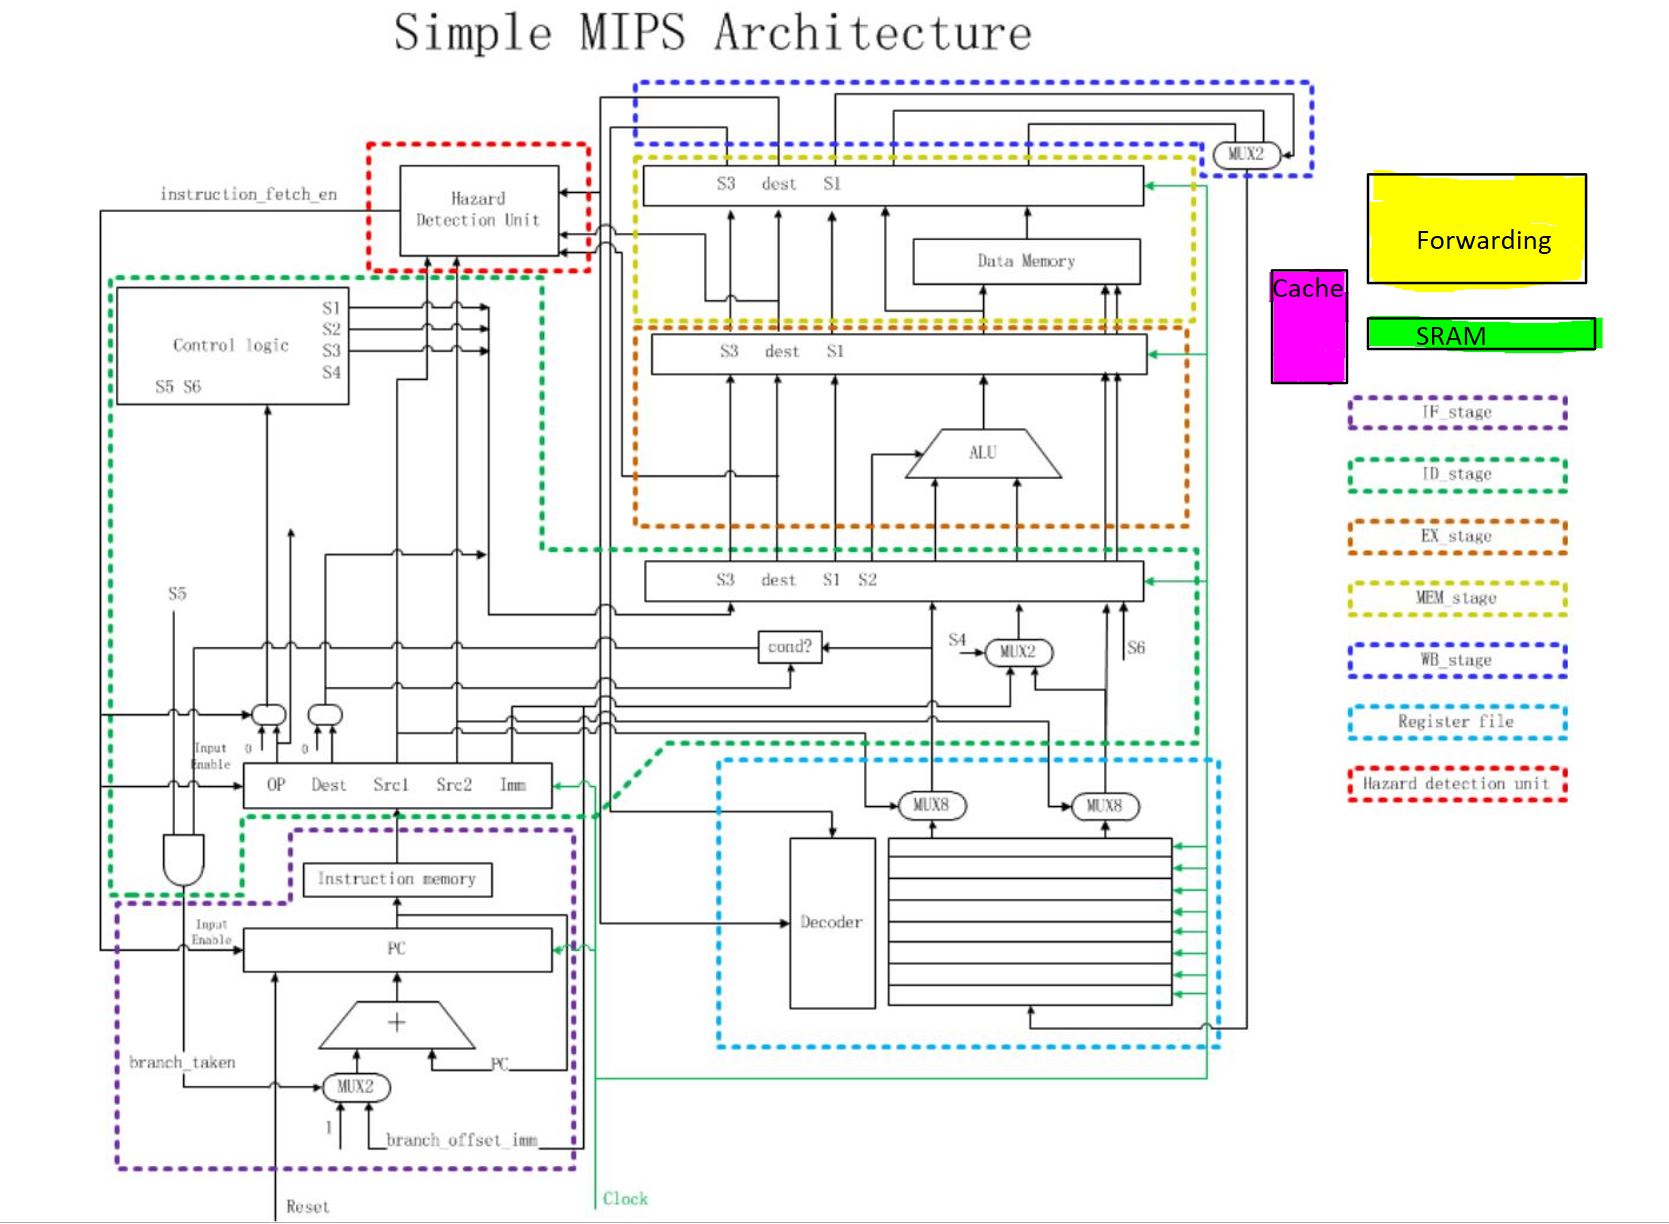 Simple MIPS Architecture
MUX2
S3 dest S1
instruction_fetch_en
Hazard
Detection Unit
Forwarding
Data Memory
Cache
S1
S2
Control logic
S3
S4
S5 S6
S3 dest S1
SRAM
IF_stage
ALU
ID_stage
EX_stage
S3 dest S1 S2
S5
MEM_stage
cond?
S4
MUX2
S6
WB_stage
Register file
Input
Enable
0
0
OP Dest Src1 Src2 Imm
Hazard detection unit
MUX8
MUX8
Instruction memory
Decoder
Input
Enable
PC
+
branch_taken
PC
MUX2
1
branch_offset_imm
Reset
Clock